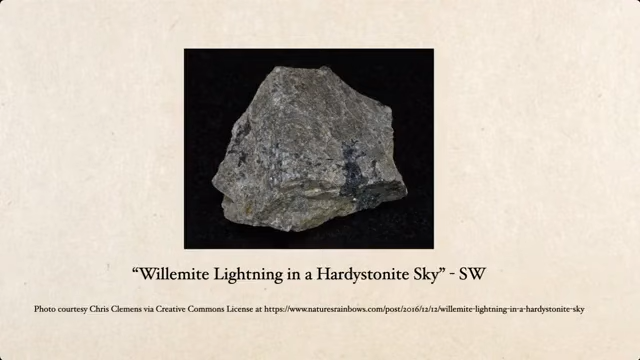 “Willemite Lightning in a Hardystonite Sky” - SW
Photo courtesy Chris Clemens via Creative Commons License at https://www.naturesrainbows.com/post/2016/12/12/willemite-lightning-in-a-hardystonite-sky